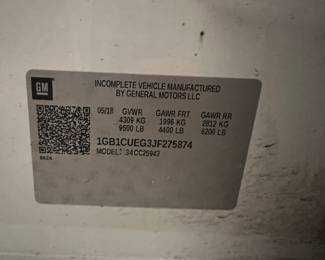 GM
INCOMPLETE VEHICLE MANUFACTURED
BY GENERAL MOTORS LLC
05/18 GVWR GAWR FRT GAWR RR
4309 KG 1996 KG 2812 KG
9500 LB 4400 LB 6200 LB
1GB1CUEG3JF275874
MODEL: 34CC25943
8624